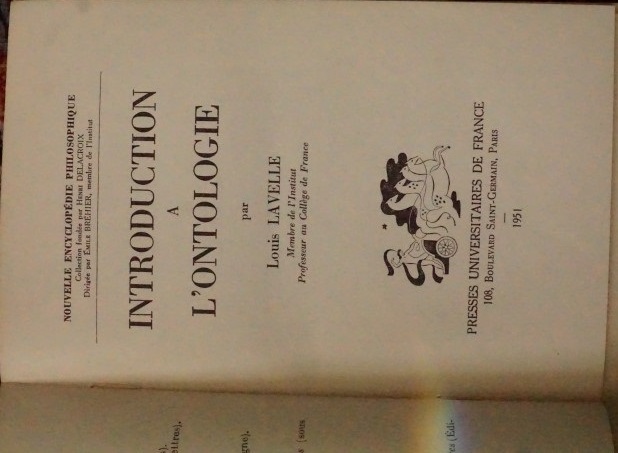 NOUVELLE ENCYCLOPÉDIE PHILOSOPHIQUE
Collection fondée par HENRI DELACROIX
Dirigée par ÉMILE BRÉHIER, membre de l'Institut
INTRODUCTION
A
L'ONTOLOGIE
par
Louis LAVELLE
Membre de l'Institut
Professeur au Collège de France
PRESSES UNIVERSITAIRES DE FRANCE
108, BOULEVARD SAINT-GERMAIN, PARIS
1951
(sous
(Édi-